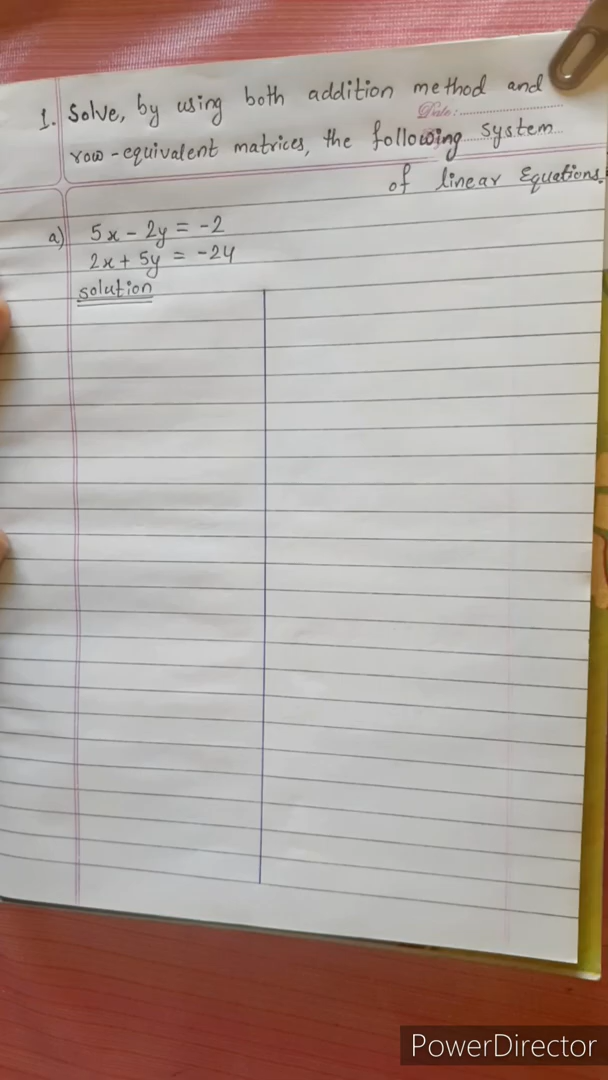 1. Solve, by using both addition method and
Date:
row-equivalent matrices, the following system
of linear Equations.
a) 5x - 2y = -2
2x + 5y = -24
solution
PowerDirector